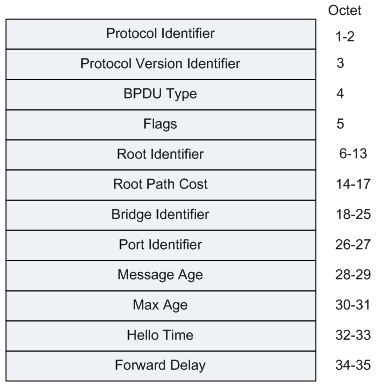 Octet
Protocol Identifier 1-2
Protocol Version Identifier 3
BPDU Type 4
Flags 5
Root Identifier 6-13
Root Path Cost 14-17
Bridge Identifier 18-25
Port Identifier 26-27
Message Age 28-29
Max Age 30-31
Hello Time 32-33
Forward Delay 34-35